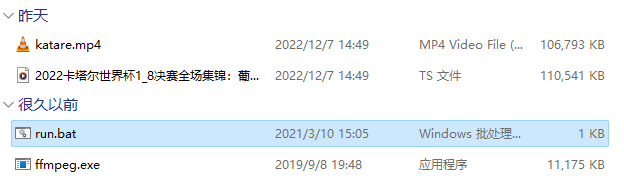 昨天
katare.mp4 2022/12/7 14:49 MP4 Video File (... 106,793 KB
2022卡塔尔世界杯1_8决赛全场集锦：葡... 2022/12/7 14:49 TS 文件 110,541 KB
很久以前
run.bat 2021/3/10 15:05 Windows 批处理... 1 KB
ffmpeg.exe 2019/9/8 19:48 应用程序 11,175 KB